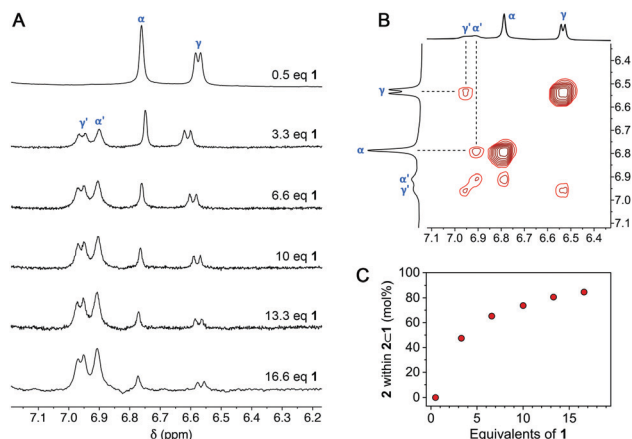 A
α
γ
0.5 eq 1
γ' α'
3.3 eq 1
6.6 eq 1
10 eq 1
13.3 eq 1
16.6 eq 1
7.1 7.0 6.9 6.8 6.7 6.6 6.5 6.4 6.3 6.2
δ (ppm)
B
γ' α' α γ
γ
α
α'
γ'
6.4
6.5
6.6
6.7
6.8
6.9
7.0
7.1
7.1 7.0 6.9 6.8 6.7 6.6 6.5 6.4
C
2 within 2⊂1 (mol%)
100
80
60
40
20
0
0 5 10 15
Equivalents of 1